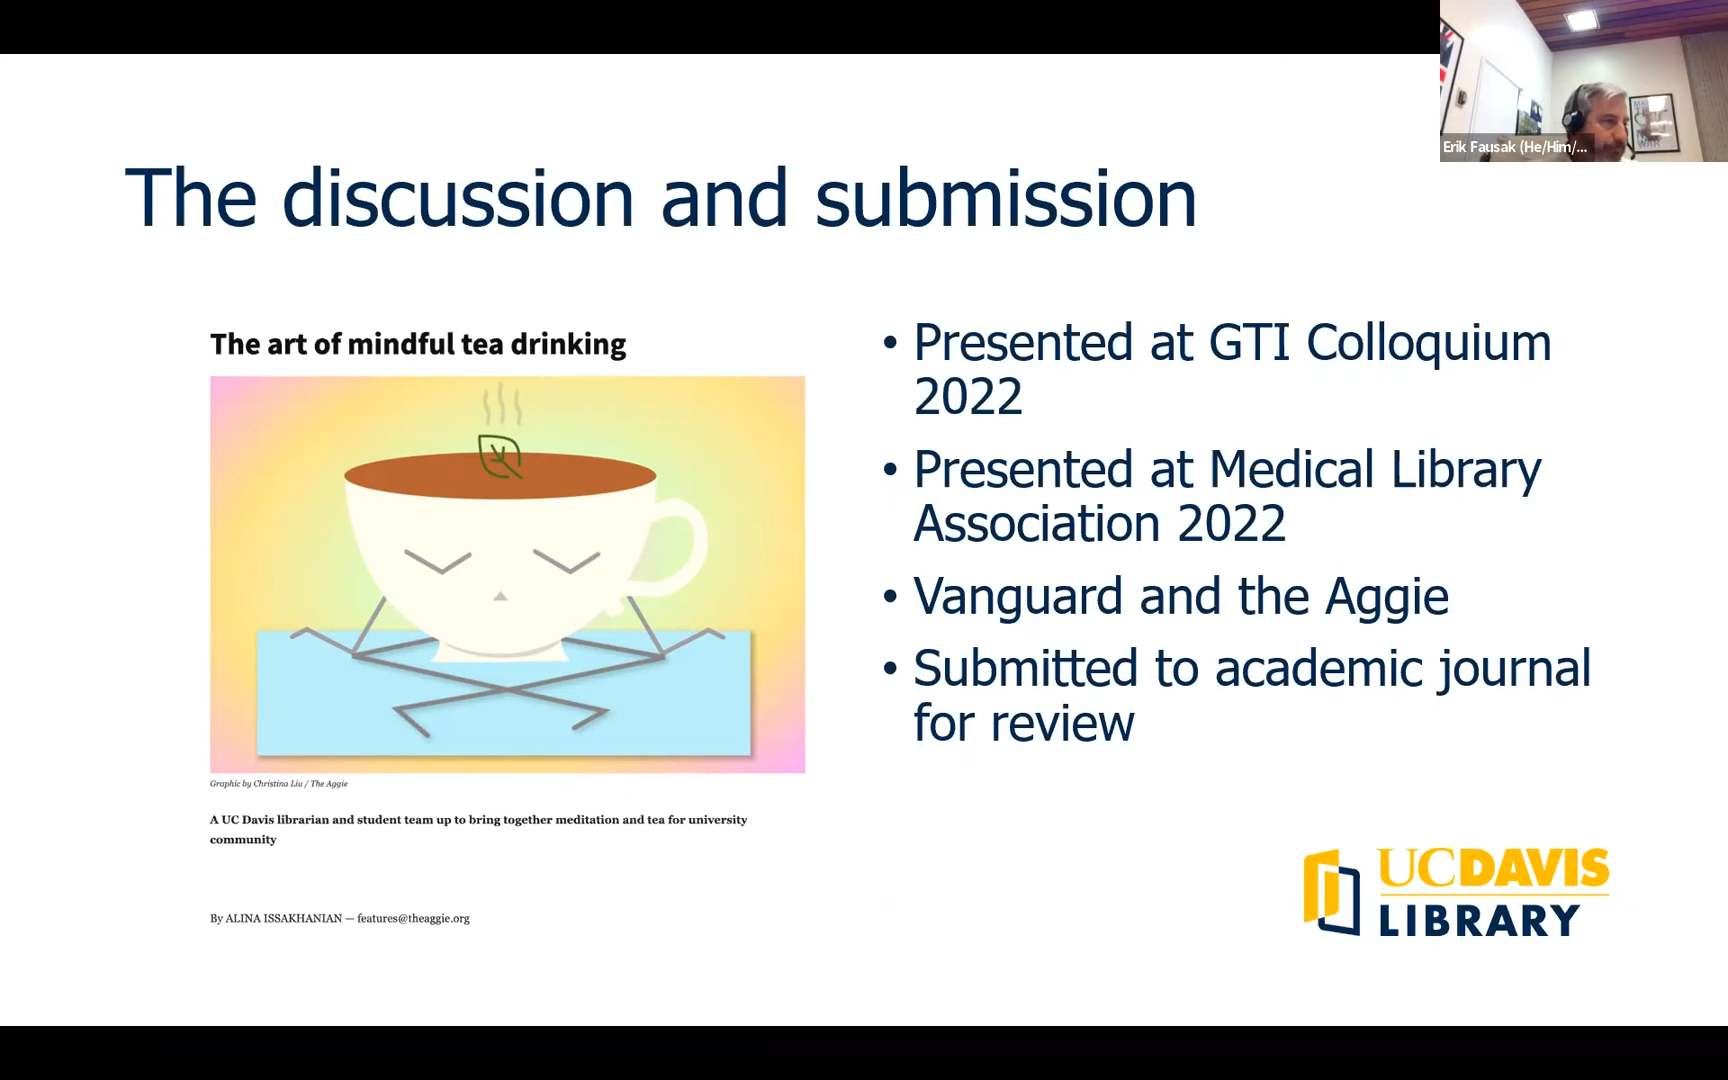 Erik Fausak (He/Him/...
The discussion and submission
The art of mindful tea drinking
Graphic by Christina Liu / The Aggie
A UC Davis librarian and student team up to bring together meditation and tea for university
community
By ALINA ISSAKHANIAN — features@theaggie.org
• Presented at GTI Colloquium
2022
• Presented at Medical Library
Association 2022
• Vanguard and the Aggie
• Submitted to academic journal
for review
UCDAVIS
LIBRARY